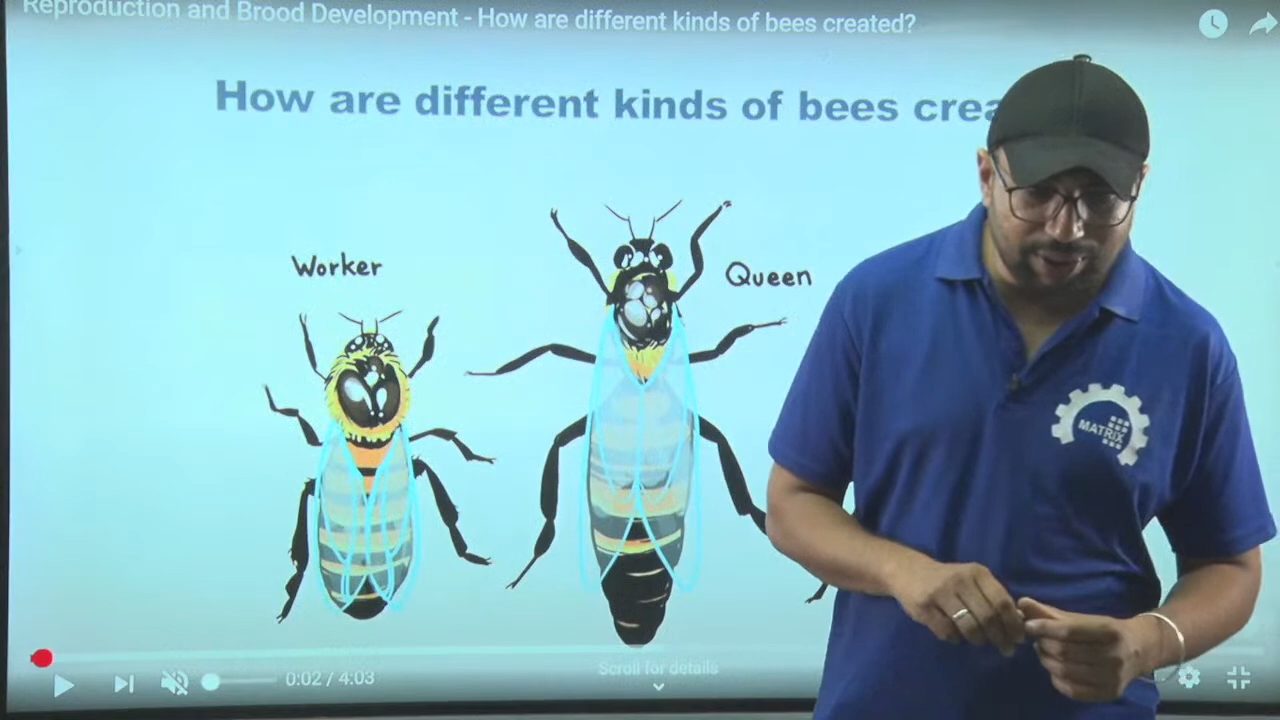 Reproduction and Brood Development - How are different kinds of bees created?
How are different kinds of bees crea
Worker
Queen
MATRIX
0:02 / 4:03
Scroll for details